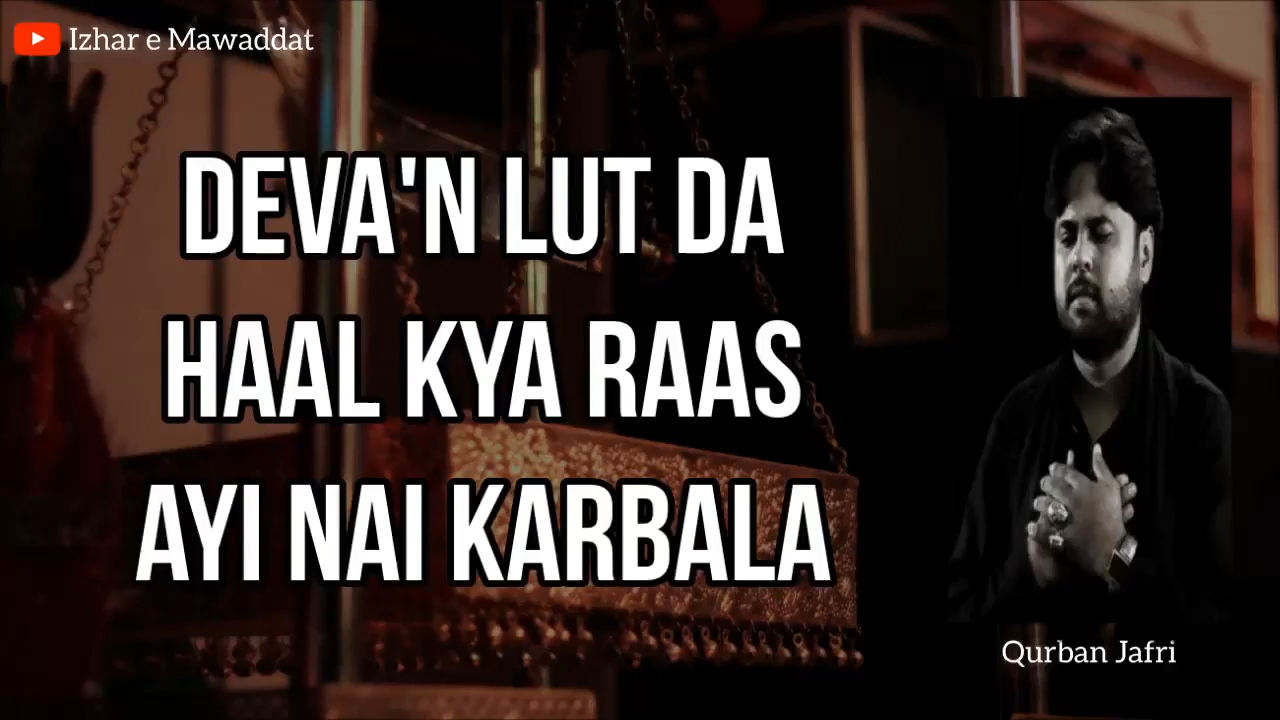 Izhar e Mawaddat
DEVA'N LUT DA
HAAL KYA RAAS
AYI NAI KARBALA
Qurban Jafri